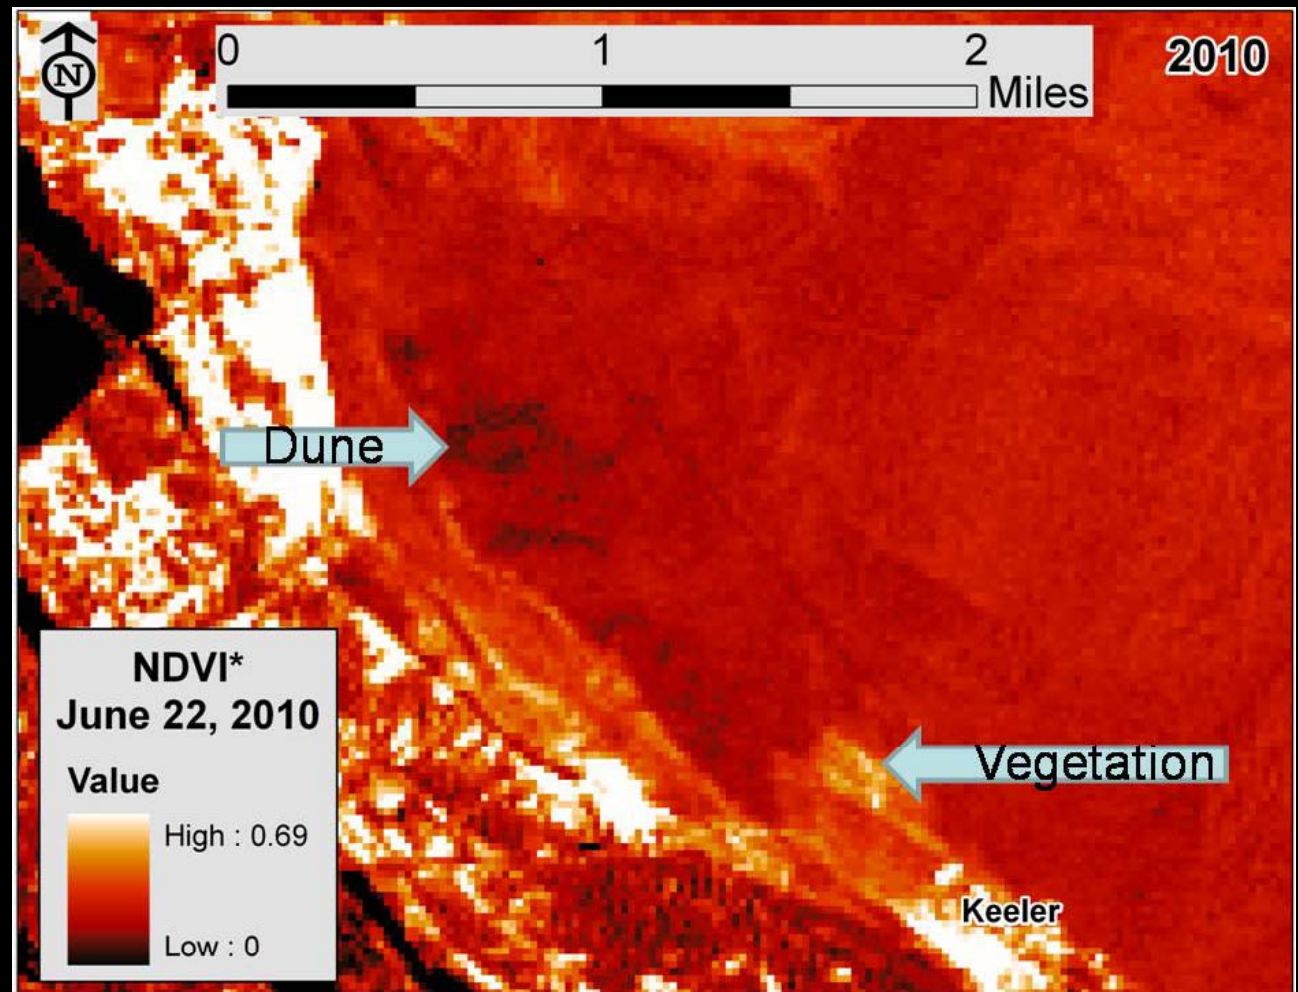 N
0 1 2
Miles
2010
Dune
NDVI*
June 22, 2010
Value
High : 0.69
Low : 0
Vegetation
Keeler